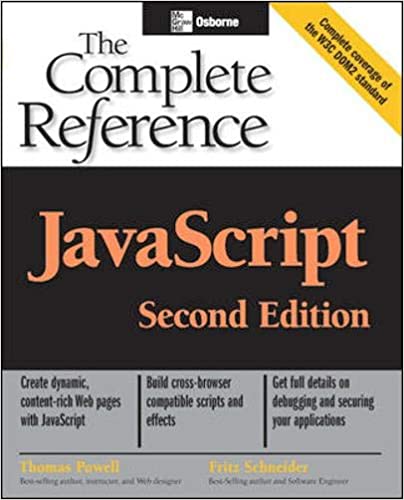 Mc
Graw
Hill
Osborne
Complete coverage of
the W3C DOM2 standard
The
Complete
Reference
JavaScript
Second Edition
Create dynamic,
content-rich Web pages
with JavaScript
Build cross-browser
compatible scripts and
effects
Get full details on
debugging and securing
your applications
Thomas Powell
Best-selling author, instructor, and Web designer
Fritz Schneider
Best-Selling author and Software Engineer